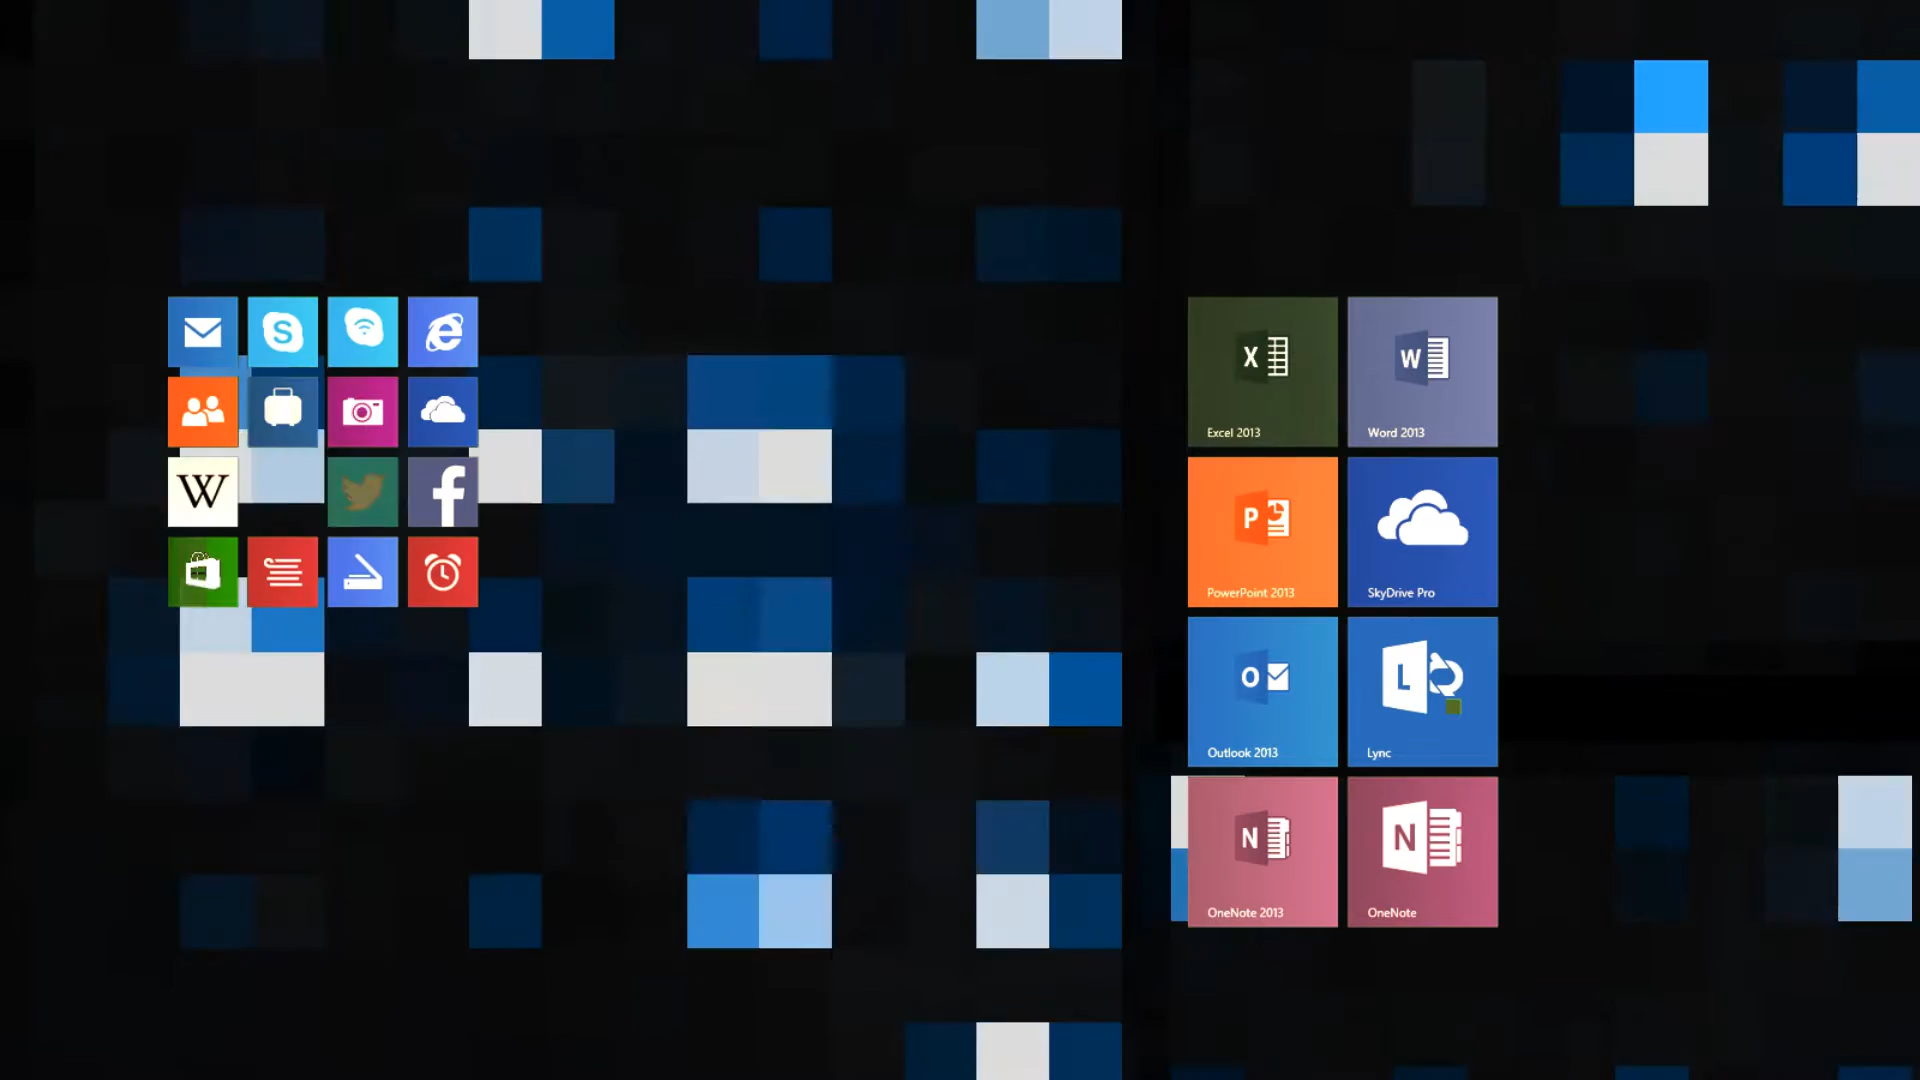 S
e
W
f
X
Excel 2013
W
Word 2013
P
PowerPoint 2013
SkyDrive Pro
O
Outlook 2013
L
Lync
N
OneNote 2013
N
OneNote